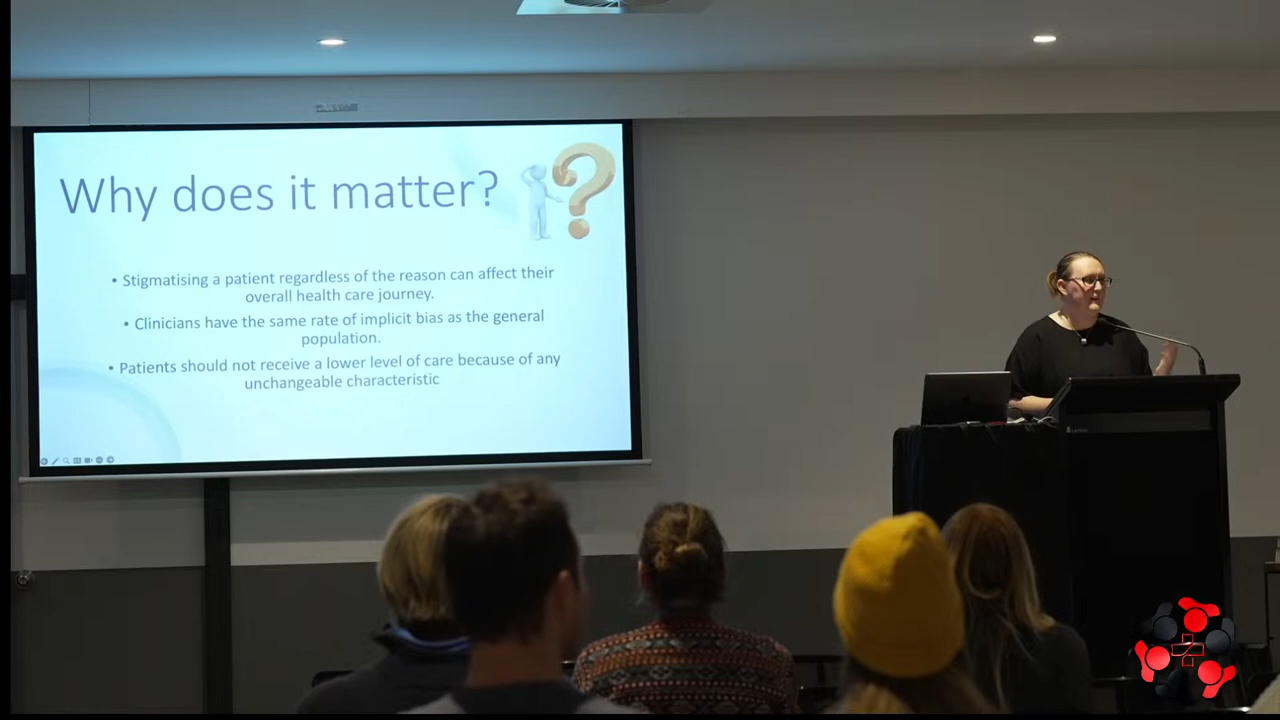 Why does it matter?
• Stigmatising a patient regardless of the reason can affect their
overall health care journey.
• Clinicians have the same rate of implicit bias as the general
population.
• Patients should not receive a lower level of care because of any
unchangeable characteristic